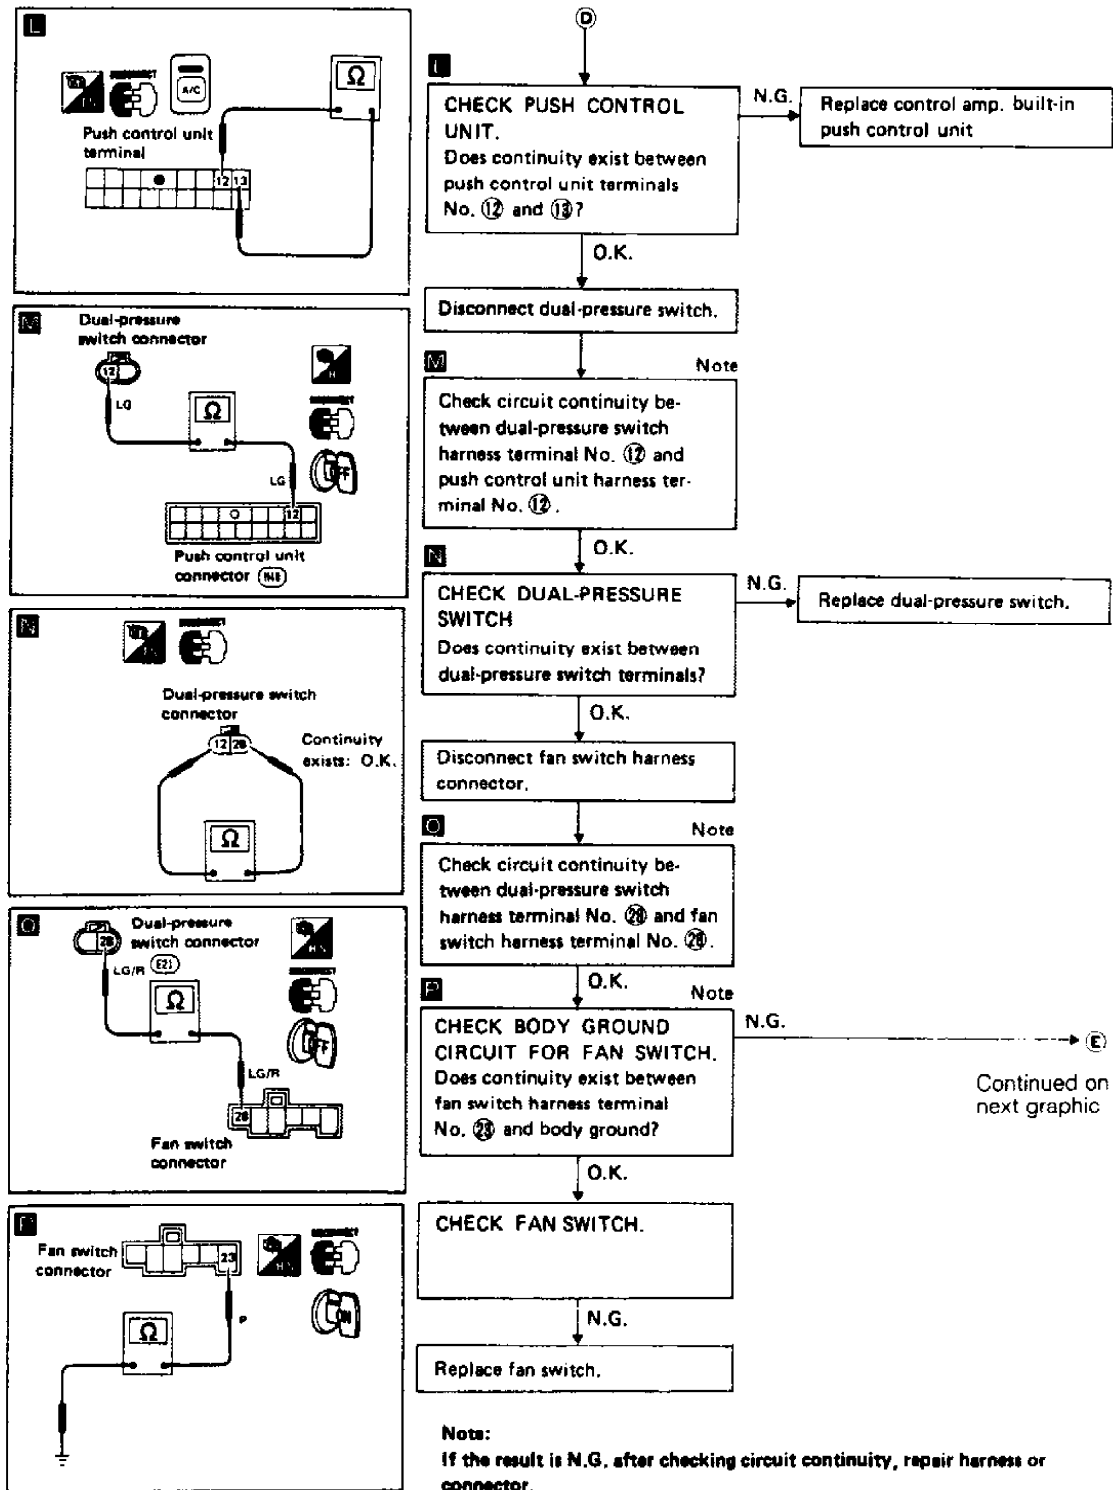 L
DISCONNECT
A/C
Ω
Push control unit
terminal
12 13
D
L
CHECK PUSH CONTROL
UNIT.
Does continuity exist between
push control unit terminals
No. ⑫ and ⑬?
N.G.
Replace control amp. built-in
push control unit
O.K.
Disconnect dual-pressure switch.
M
Dual-pressure
switch connector
12
LG
Ω
DISCONNECT
OFF
LG
12
Push control unit
connector
M
Note
Check circuit continuity be-
tween dual-pressure switch
harness terminal No. ⑫ and
push control unit harness ter-
minal No. ⑫.
O.K.
N
DISCONNECT
Dual-pressure switch
connector
12 28
Continuity
exists: O.K.
Ω
N
CHECK DUAL-PRESSURE
SWITCH
Does continuity exist between
dual-pressure switch terminals?
N.G.
Replace dual-pressure switch.
O.K.
Disconnect fan switch harness
connector.
O
Dual-pressure
switch connector
28
LG/R
E21
Ω
DISCONNECT
OFF
LG/R
28
Fan switch
connector
O
Note
Check circuit continuity be-
tween dual-pressure switch
harness terminal No. ㉘ and fan
switch harness terminal No. ㉘.
O.K.
P
Note
CHECK BODY GROUND
CIRCUIT FOR FAN SWITCH.
Does continuity exist between
fan switch harness terminal
No. ㉓ and body ground?
N.G.
E
Continued on
next graphic
O.K.
P
Fan switch
connector
23
DISCONNECT
ON
P
Ω
CHECK FAN SWITCH.
N.G.
Replace fan switch.
Note:
If the result is N.G. after checking circuit continuity, repair harness or
connector.